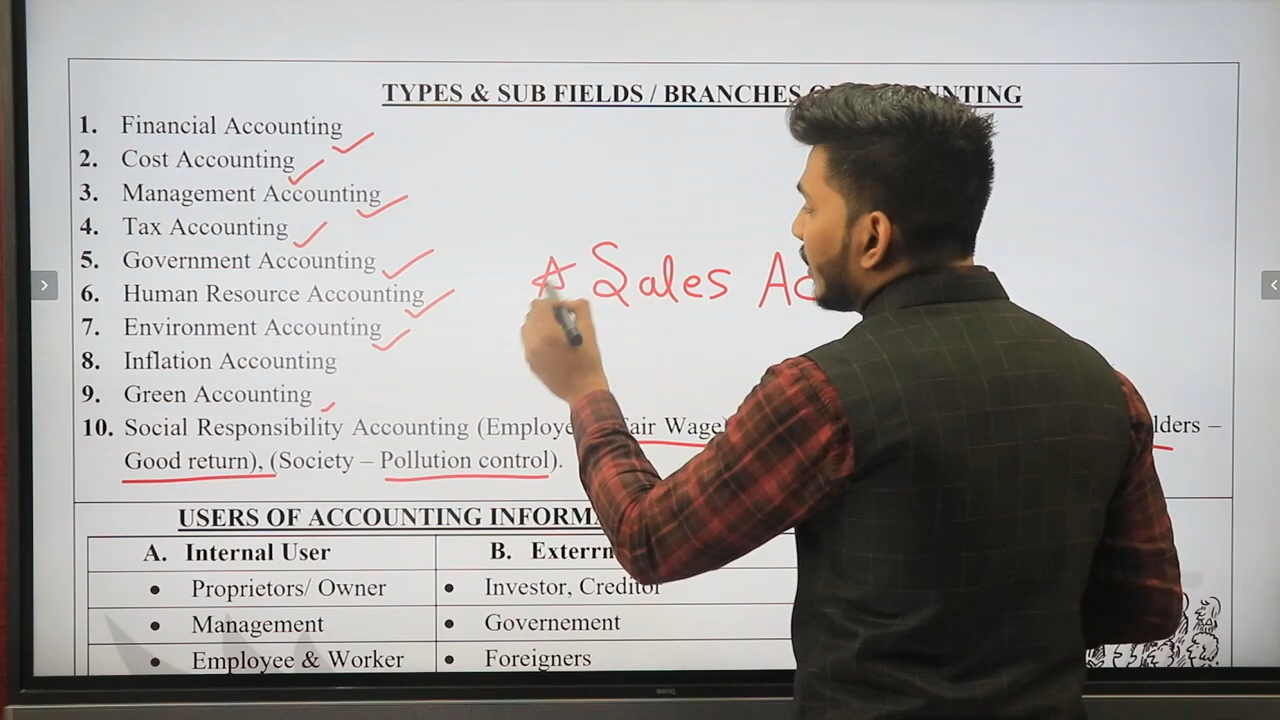 TYPES & SUB FIELDS / BRANCHES
1. Financial Accounting
2. Cost Accounting
3. Management Accounting
4. Tax Accounting
5. Government Accounting
6. Human Resource Accounting
7. Environment Accounting
8. Inflation Accounting
9. Green Accounting
10. Social Responsibility Accounting (Employe air Wage lders –
Good return), (Society – Pollution control).
Sales Ac
USERS OF ACCOUNTING INFORMA
A. Internal User B. Exterrn
• Proprietors/ Owner • Investor, Creditor
• Management • Governement
• Employee & Worker • Foreigners
BENQ